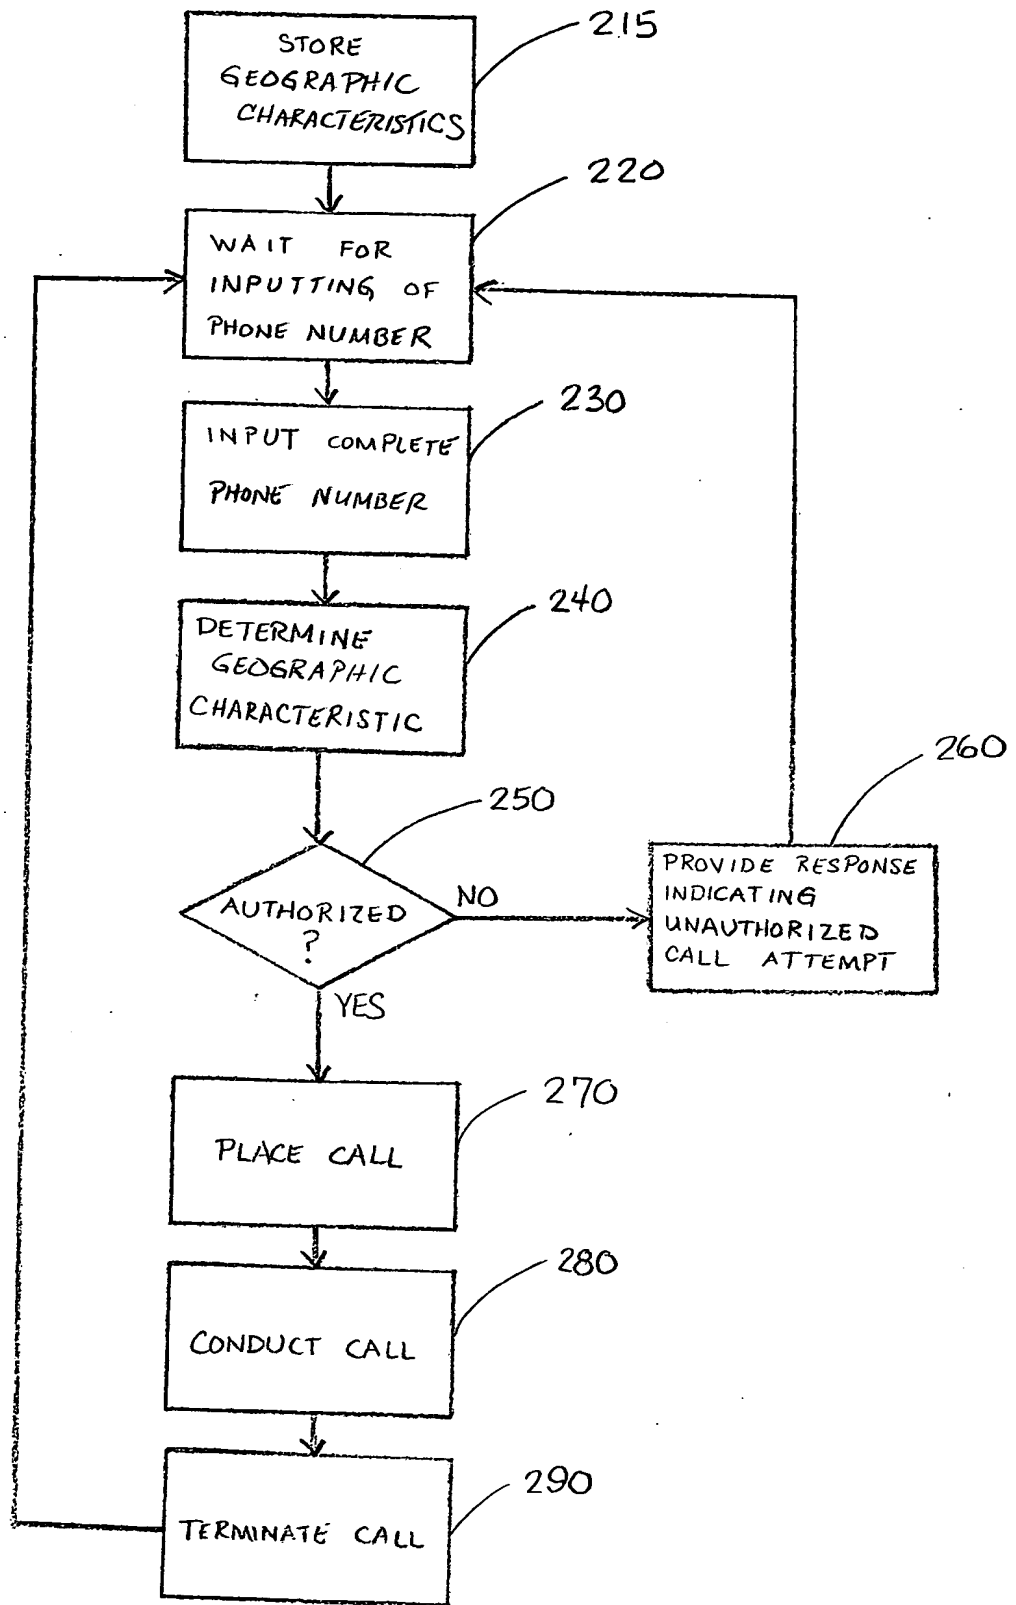 STORE
GEOGRAPHIC
CHARACTERISTICS
215
220
WAIT FOR
INPUTTING OF
PHONE NUMBER
230
INPUT COMPLETE
PHONE NUMBER
240
DETERMINE
GEOGRAPHIC
CHARACTERISTIC
250
AUTHORIZED
?
NO
YES
260
PROVIDE RESPONSE
INDICATING
UNAUTHORIZED
CALL ATTEMPT
270
PLACE CALL
280
CONDUCT CALL
290
TERMINATE CALL